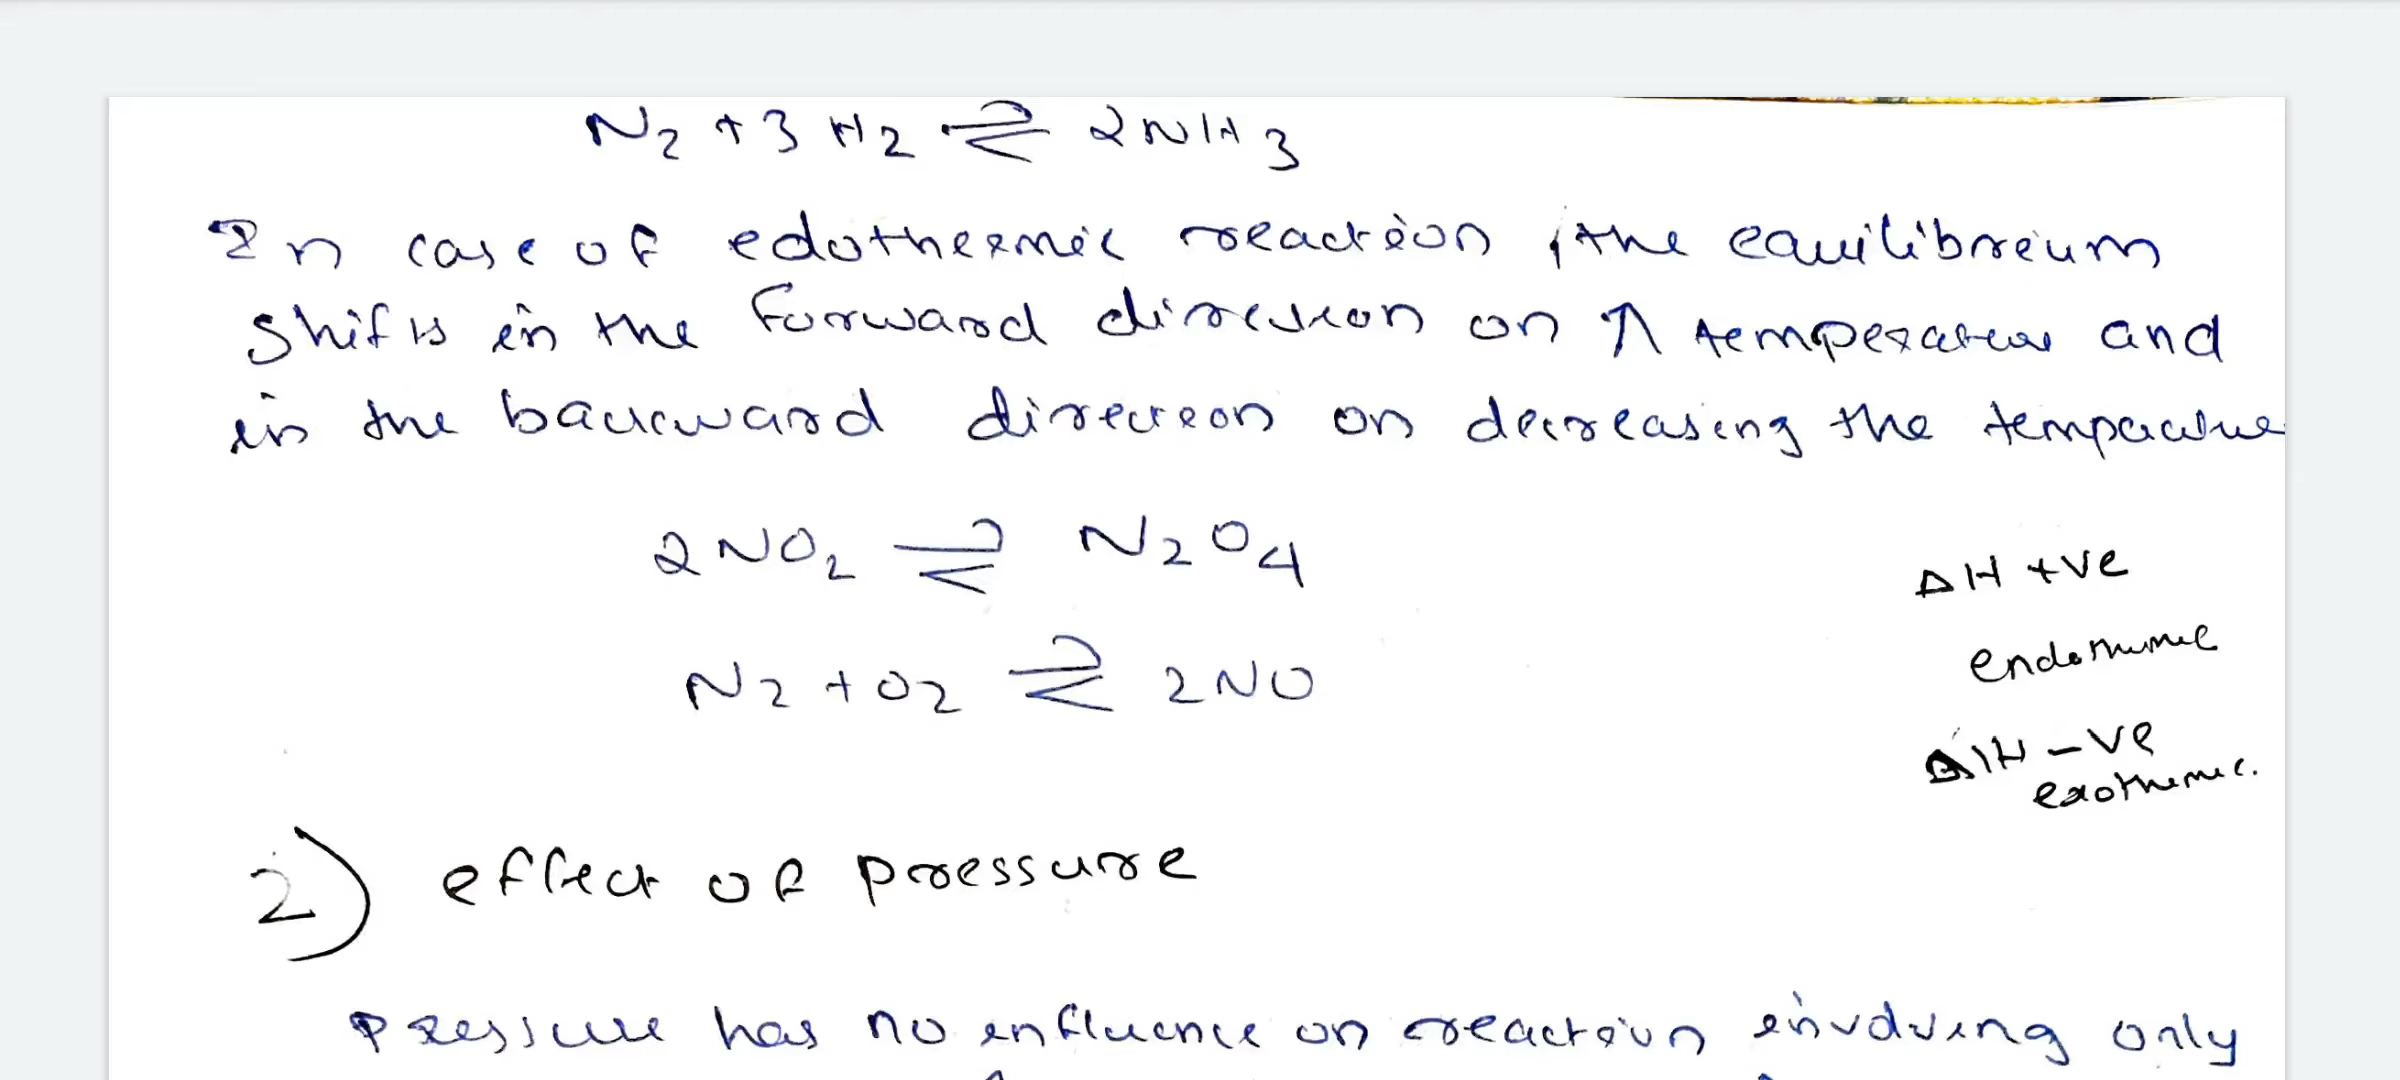 N2 + 3 H2 ⇌ 2NH3
In case of edothermic reaction, the equilibrium
shifts in the forward direction on ↑ temperature and
in the backward direction on decreasing the temperature
2NO2 ⇌ N2O4
ΔH +ve
endothermic
N2 + O2 ⇌ 2NO
ΔH -ve
exothermic.
2) effect of pressure
Pressure has no influence on reaction involving only